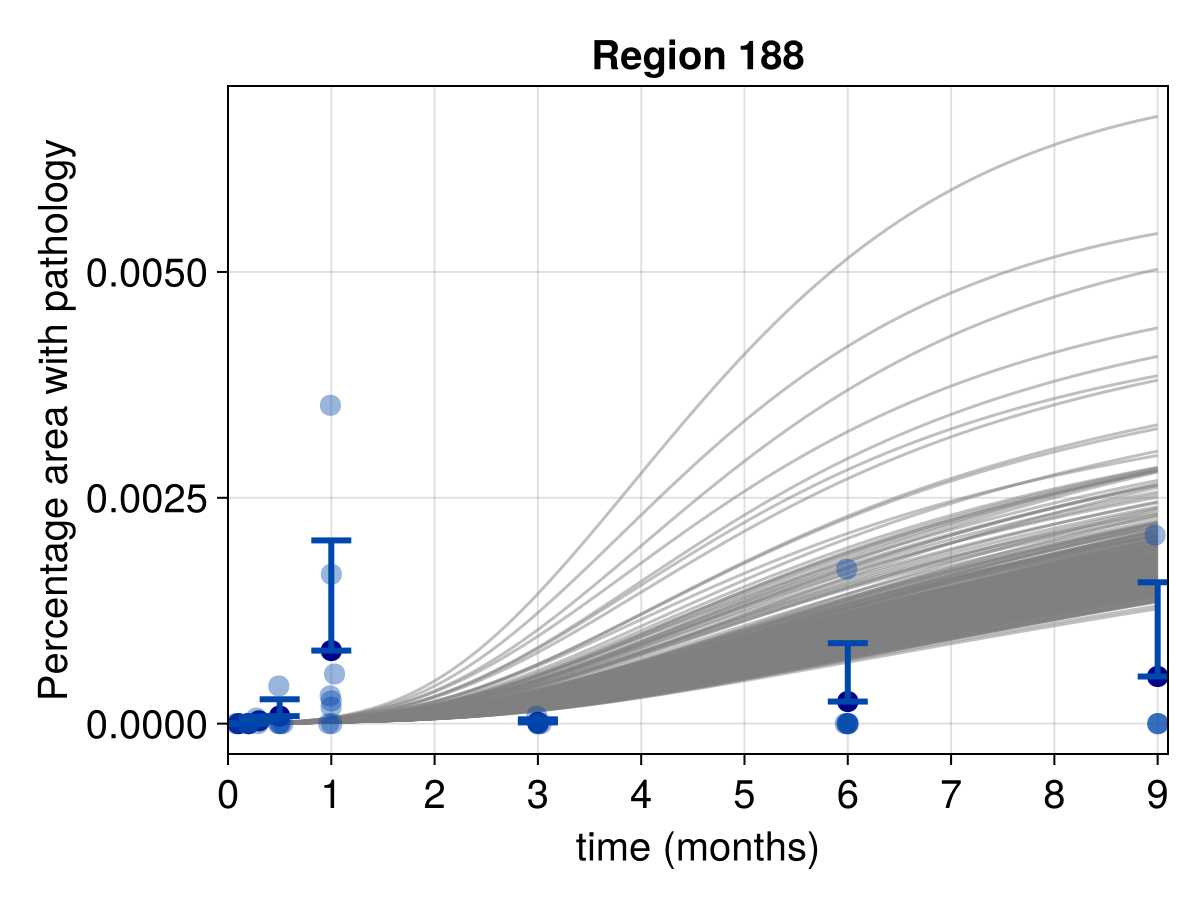 Region 188
Percentage area with pathology
0.0050
0.0025
0.0000
0 1 2 3 4 5 6 7 8 9
time (months)